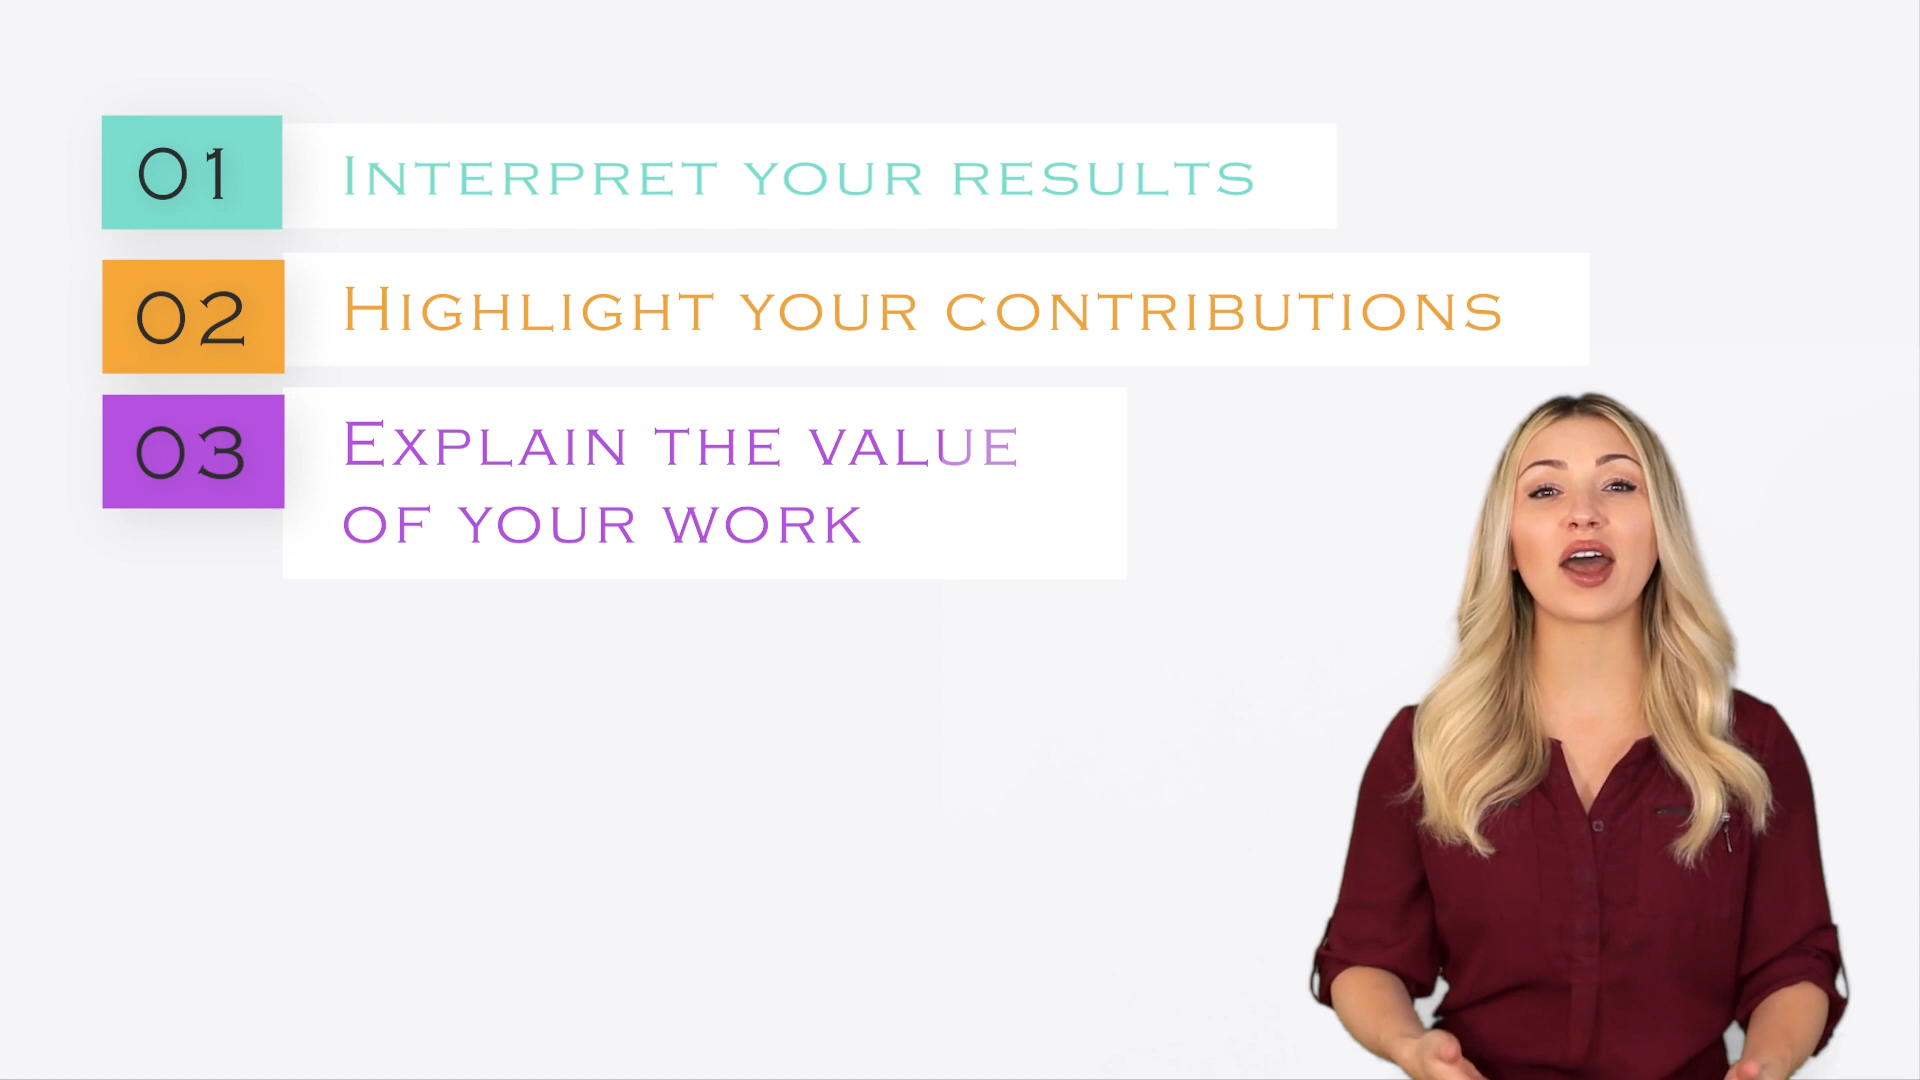 01 Interpret your results
02 Highlight your contributions
03 Explain the value
of your work